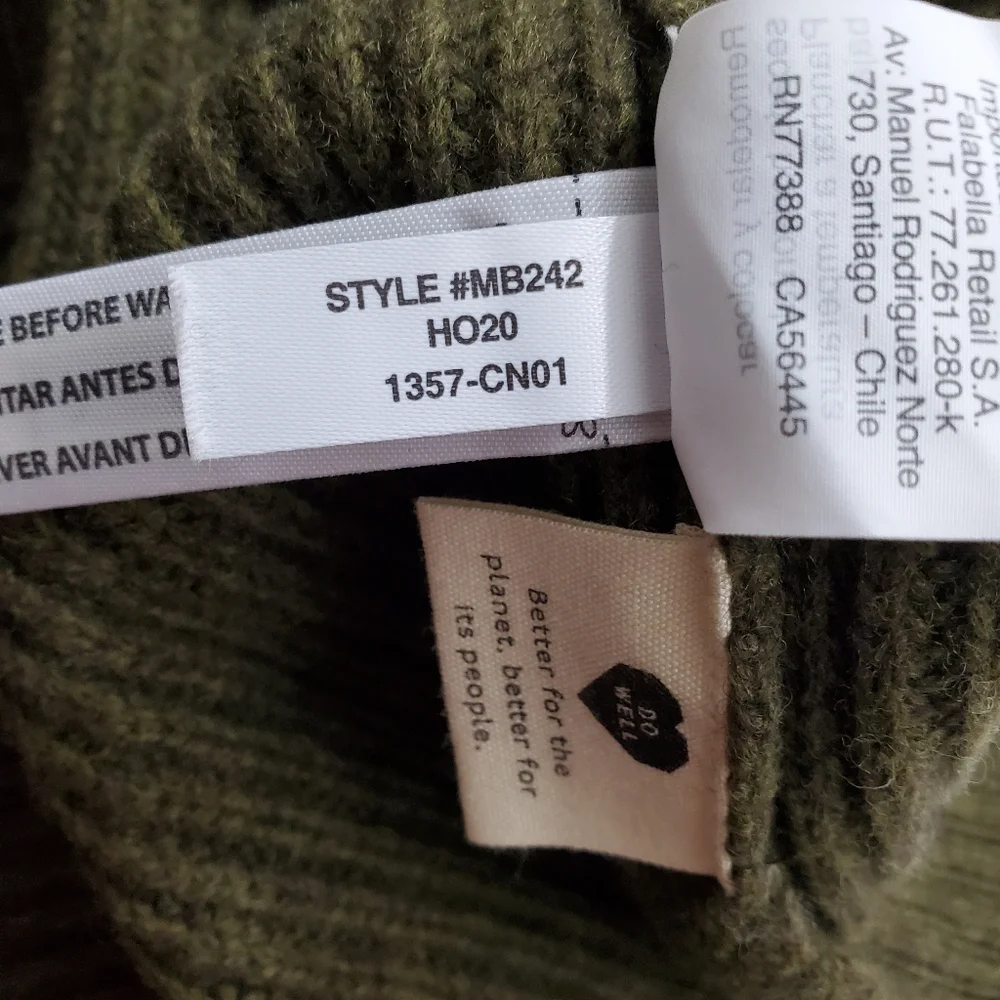 E BEFORE WA
TAR ANTES D
VER AVANT D
STYLE #MB242
HO20
1357-CN01
Falabella Retail S.A.
R.U.T.: 77.261.280-k
Av: Manuel Rodriguez Norte
730, Santiago – Chile
RN77388 CA56445
DO
WELL
Better for the
planet, better for
its people.